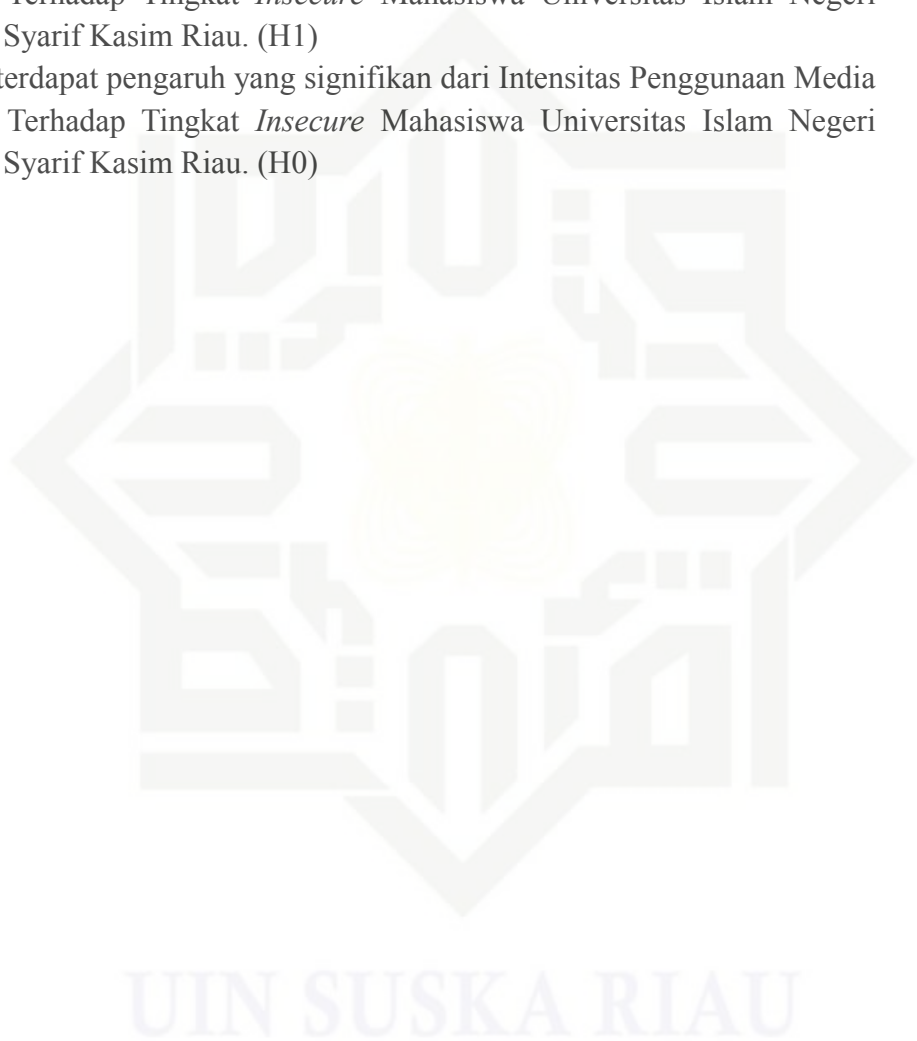 Terhadap Tingkat Insecure Mahasiswa Universitas Islam Negeri
Syarif Kasim Riau. (H1)
terdapat pengaruh yang signifikan dari Intensitas Penggunaan Media
Terhadap Tingkat Insecure Mahasiswa Universitas Islam Negeri
Syarif Kasim Riau. (H0)
UIN SUSKA RIAU